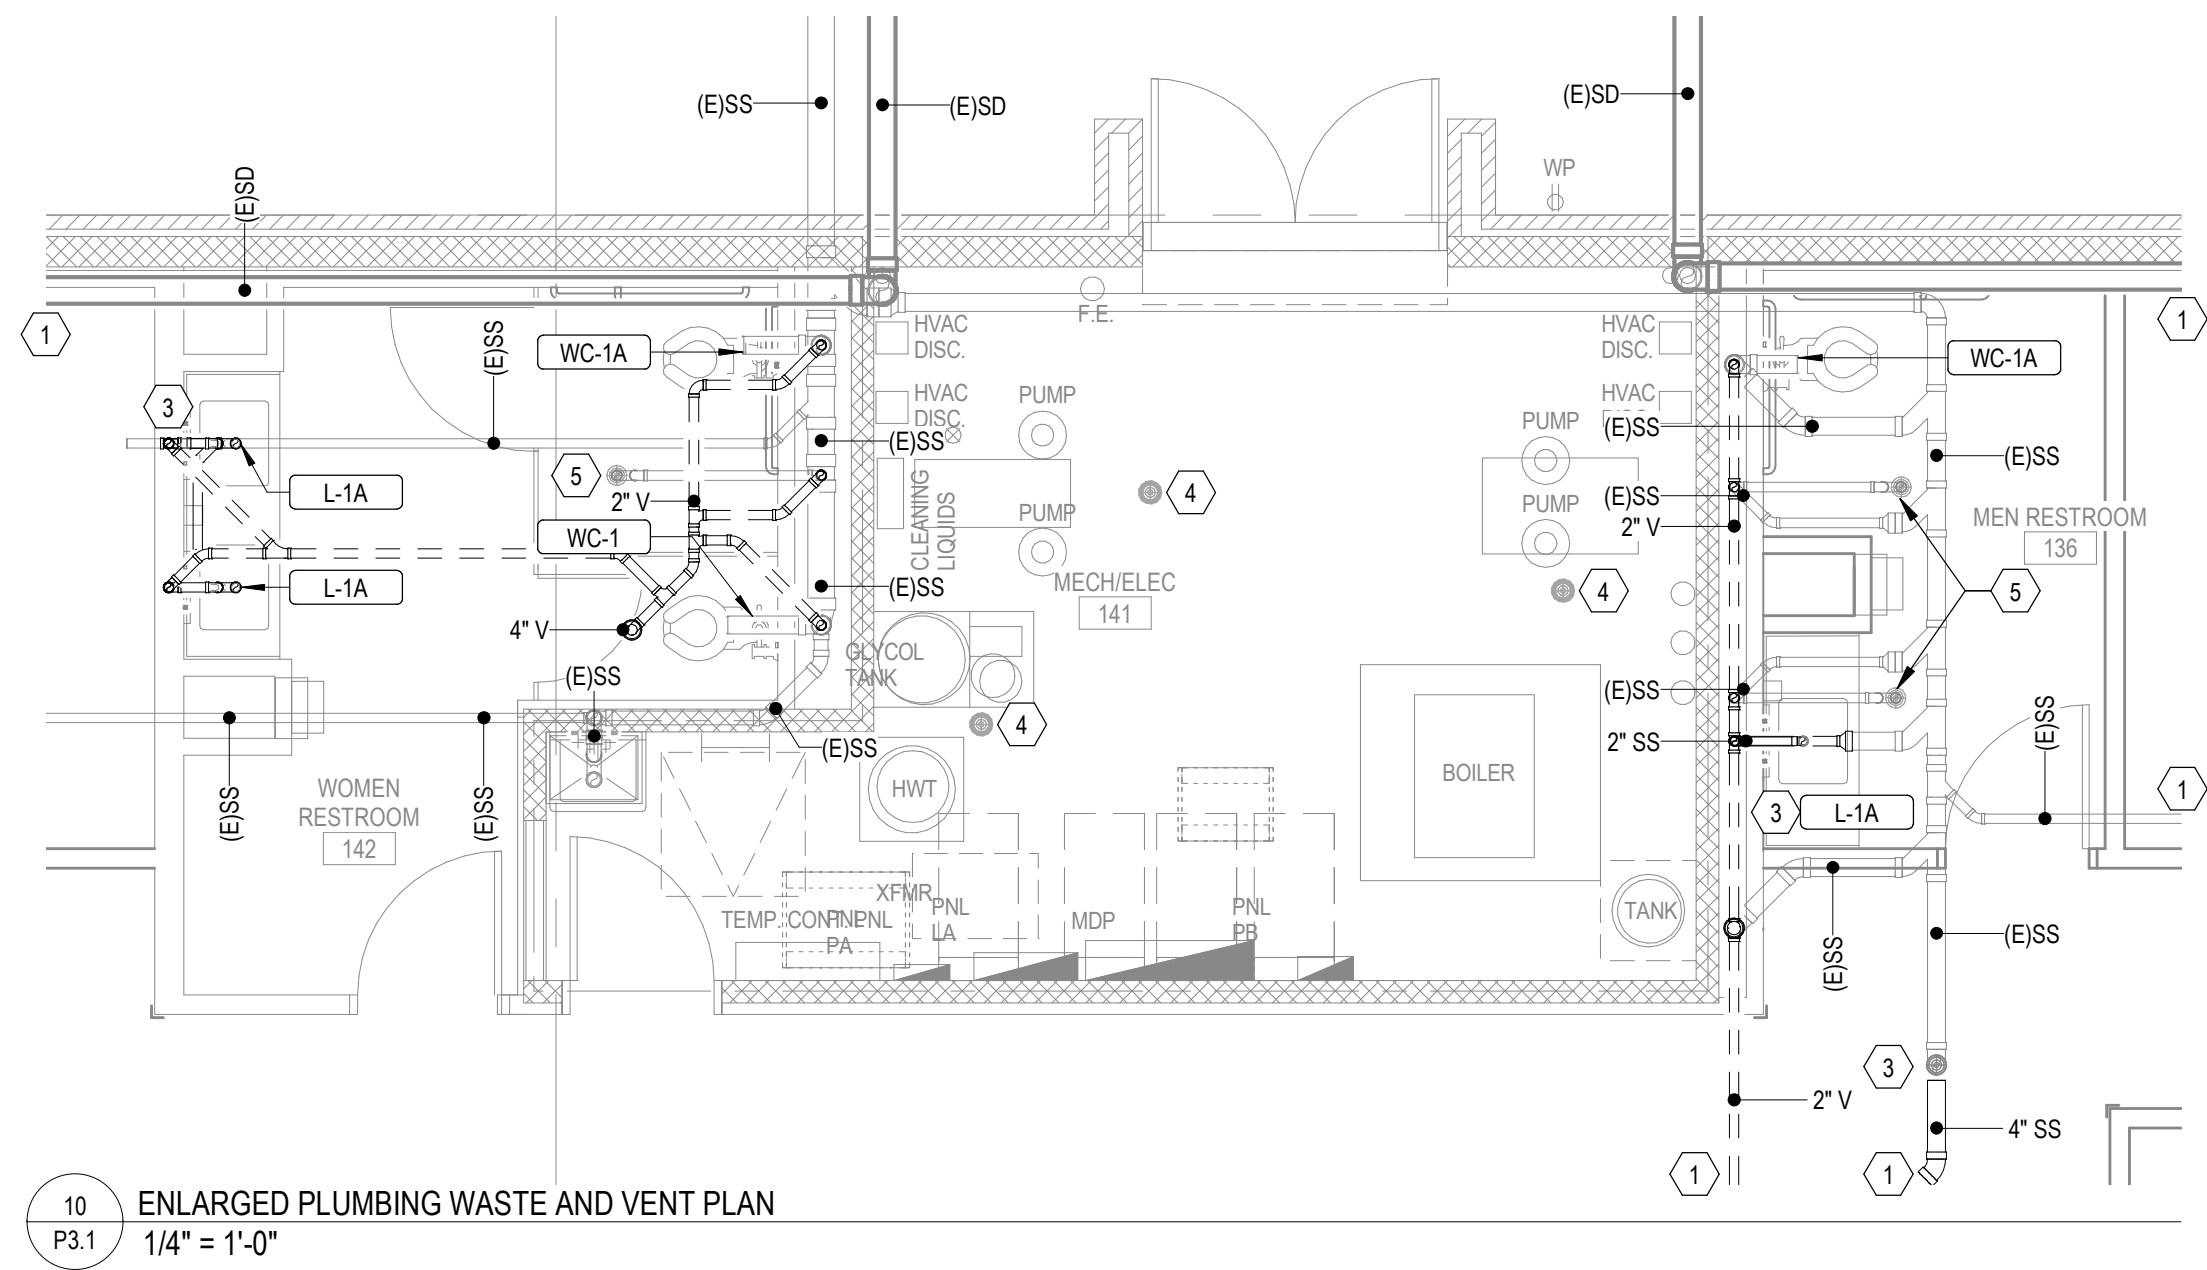 (E)SS
(E)SD
(E)SD
(E)SD
WP
F.E.
1
1
HVAC
DISC.
HVAC
DISC.
(E)SS
WC-1A
WC-1A
3
HVAC
DISC.
HVAC
DISC.
PUMP
PUMP
(E)SS
(E)SS
(E)SS
5
L-1A
2" V
CLEANING
LIQUIDS
4
PUMP
(E)SS
PUMP
2" V
MEN RESTROOM
136
WC-1
L-1A
(E)SS
MECH/ELEC
141
4
5
4" V
GLYCOL
TANK
(E)SS
(E)SS
4
(E)SS
2" SS
(E)SS
(E)SS
(E)SS
WOMEN
RESTROOM
142
HWT
BOILER
3
L-1A
1
XFMR
TEMP. CONT. PNL
PNL
PA
PNL
LA
MDP
PNL
PB
TANK
(E)SS
(E)SS
3
2" V
4" SS
1
1
10
P3.1
ENLARGED PLUMBING WASTE AND VENT PLAN
1/4" = 1'-0"